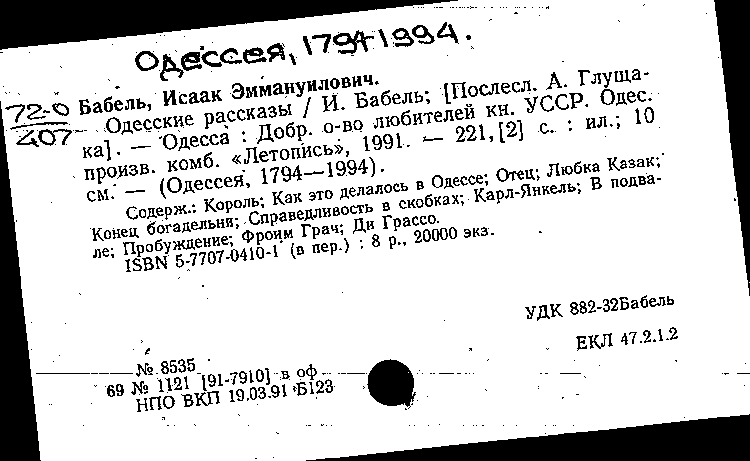 Одессея, 1794-1994.
72-0
407
Бабель, Исаак Эммануилович.
Одесские рассказы / И. Бабель; [Послесл. А. Глуща-
ка]. — Одесса : Добр. о-во любителей кн. УССР. Одес.
произв. комб. «Летопись», 1991. — 221, [2] с. : ил.; 10
см. — (Одессея, 1794—1994).
Содерж.: Король; Как это делалось в Одессе; Отец; Любка Казак;
Конец богадельни; Справедливость в скобках; Карл-Янкель; В подва-
ле; Пробуждение; Фроим Грач; Ди Грассо.
ISBN 5-7707-0410-1 (в пер.) : 8 р., 20000 экз.
УДК 882-32Бабель
ЕКЛ 47.2.1.2
№ 8535
69 № 1121 [91-7910] в оф
НПО ВКП 19.03.91 Б123